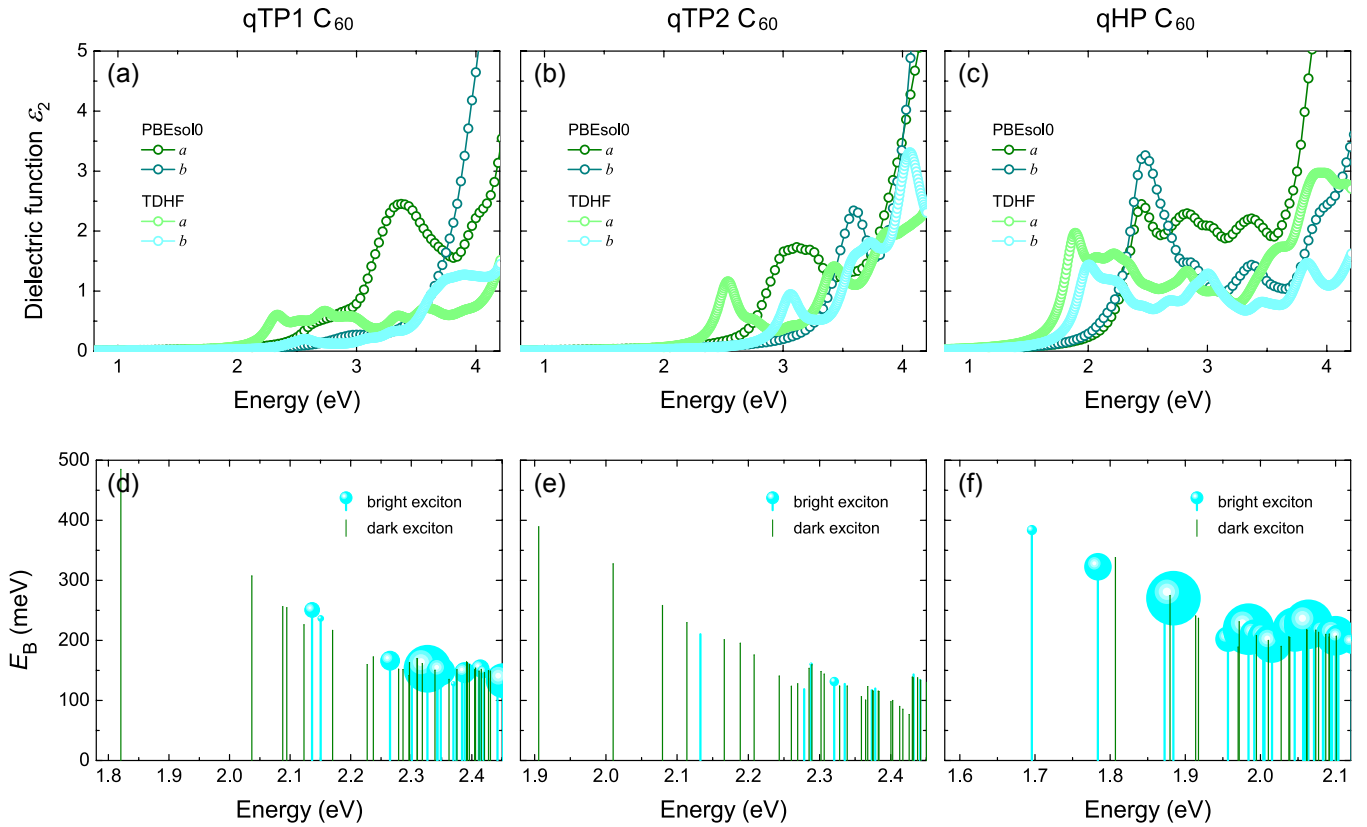 qTP1 C60
qTP2 C60
qHP C60
Dielectric function ε2
5
4
3
2
1
0
(a)
PBEsol0
a
b
TDHF
a
b
(b)
PBEsol0
a
b
TDHF
a
b
(c)
PBEsol0
a
b
TDHF
a
b
1 2 3 4
1 2 3 4
1 2 3 4
Energy (eV)
Energy (eV)
Energy (eV)
EB (meV)
500
400
300
200
100
0
(d)
bright exciton
dark exciton
(e)
bright exciton
dark exciton
(f)
bright exciton
dark exciton
1.8 1.9 2.0 2.1 2.2 2.3 2.4
1.9 2.0 2.1 2.2 2.3 2.4
1.6 1.7 1.8 1.9 2.0 2.1
Energy (eV)
Energy (eV)
Energy (eV)